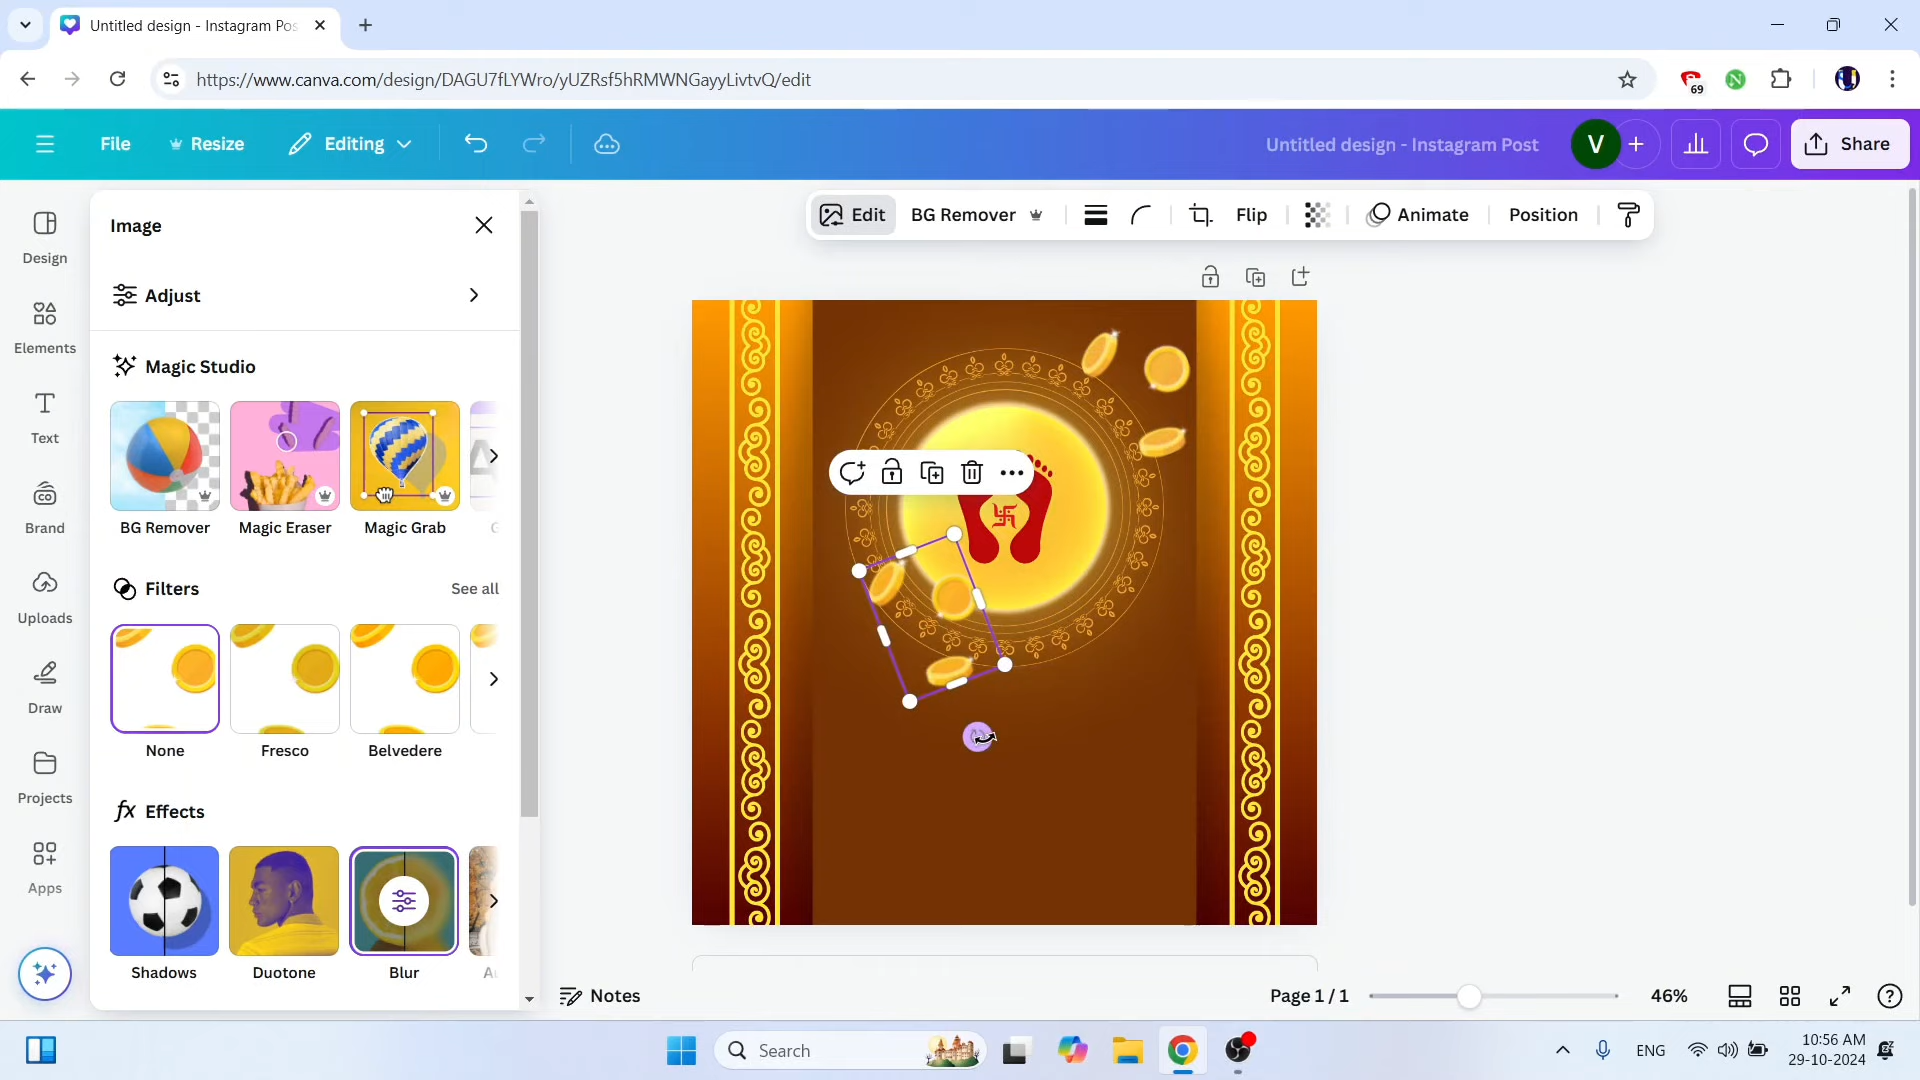 Untitled design - Instagram Pos
https://www.canva.com/design/DAGU7fLYWro/yUZRsf5hRMWNGayyLivtvQ/edit
69
File
Resize
Editing
Untitled design - Instagram Post
V
Share
Design
Elements
Text
Brand
Uploads
Draw
Projects
Apps
Image
Adjust
Magic Studio
BG Remover
Magic Eraser
Magic Grab
Filters
See all
None
Fresco
Belvedere
fx Effects
Shadows
Duotone
Blur
Edit
BG Remover
Flip
Animate
Position
Notes
Page 1 / 1
46%
Search
ENG
10:56 AM
29-10-2024